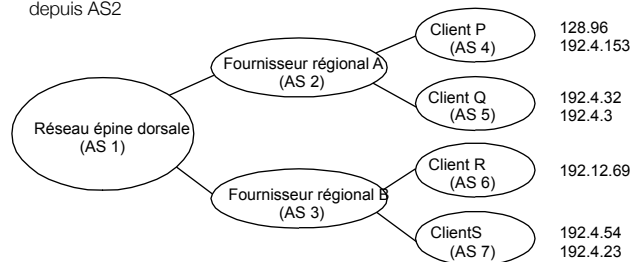 depuis AS2
Client P
(AS 4)
128.96
192.4.153
Fournisseur régional A
(AS 2)
Client Q
(AS 5)
192.4.32
192.4.3
Réseau épine dorsale
(AS 1)
Client R
(AS 6)
192.12.69
Fournisseur régional B
(AS 3)
ClientS
(AS 7)
192.4.54
192.4.23